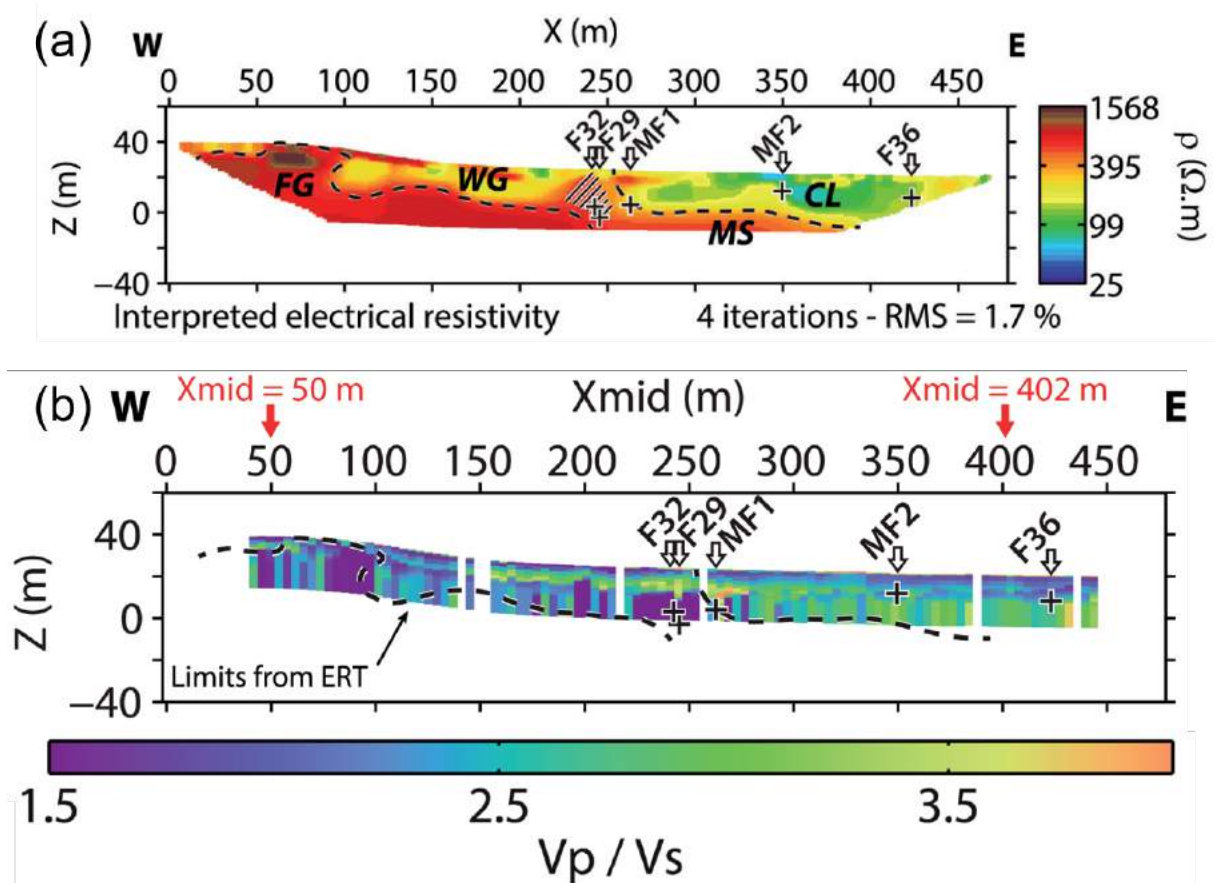 (a) W X (m) E
0 50 100 150 200 250 300 350 400 450
F32 F29 MF1 MF2 F36
40
0
−40
Z (m)
FG WG MS CL
1568
395
99
25
ρ (Ω.m)
Interpreted electrical resistivity 4 iterations - RMS = 1.7 %
(b) W Xmid = 50 m Xmid (m) Xmid = 402 m E
0 50 100 150 200 250 300 350 400 450
F32 F29 MF1 MF2 F36
40
0
−40
Z (m)
Limits from ERT
1.5 2.5 3.5
Vp / Vs